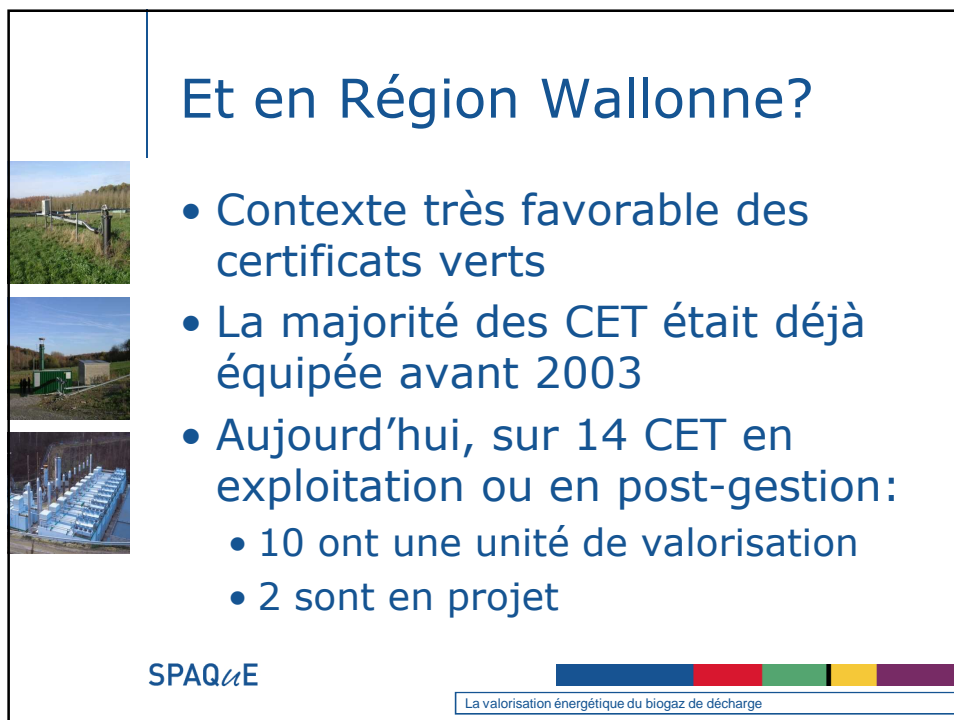 Et en Région Wallonne?
• Contexte très favorable des
certificats verts
• La majorité des CET était déjà
équipée avant 2003
• Aujourd’hui, sur 14 CET en
exploitation ou en post-gestion:
• 10 ont une unité de valorisation
• 2 sont en projet
SPAQuE
La valorisation énergétique du biogaz de décharge